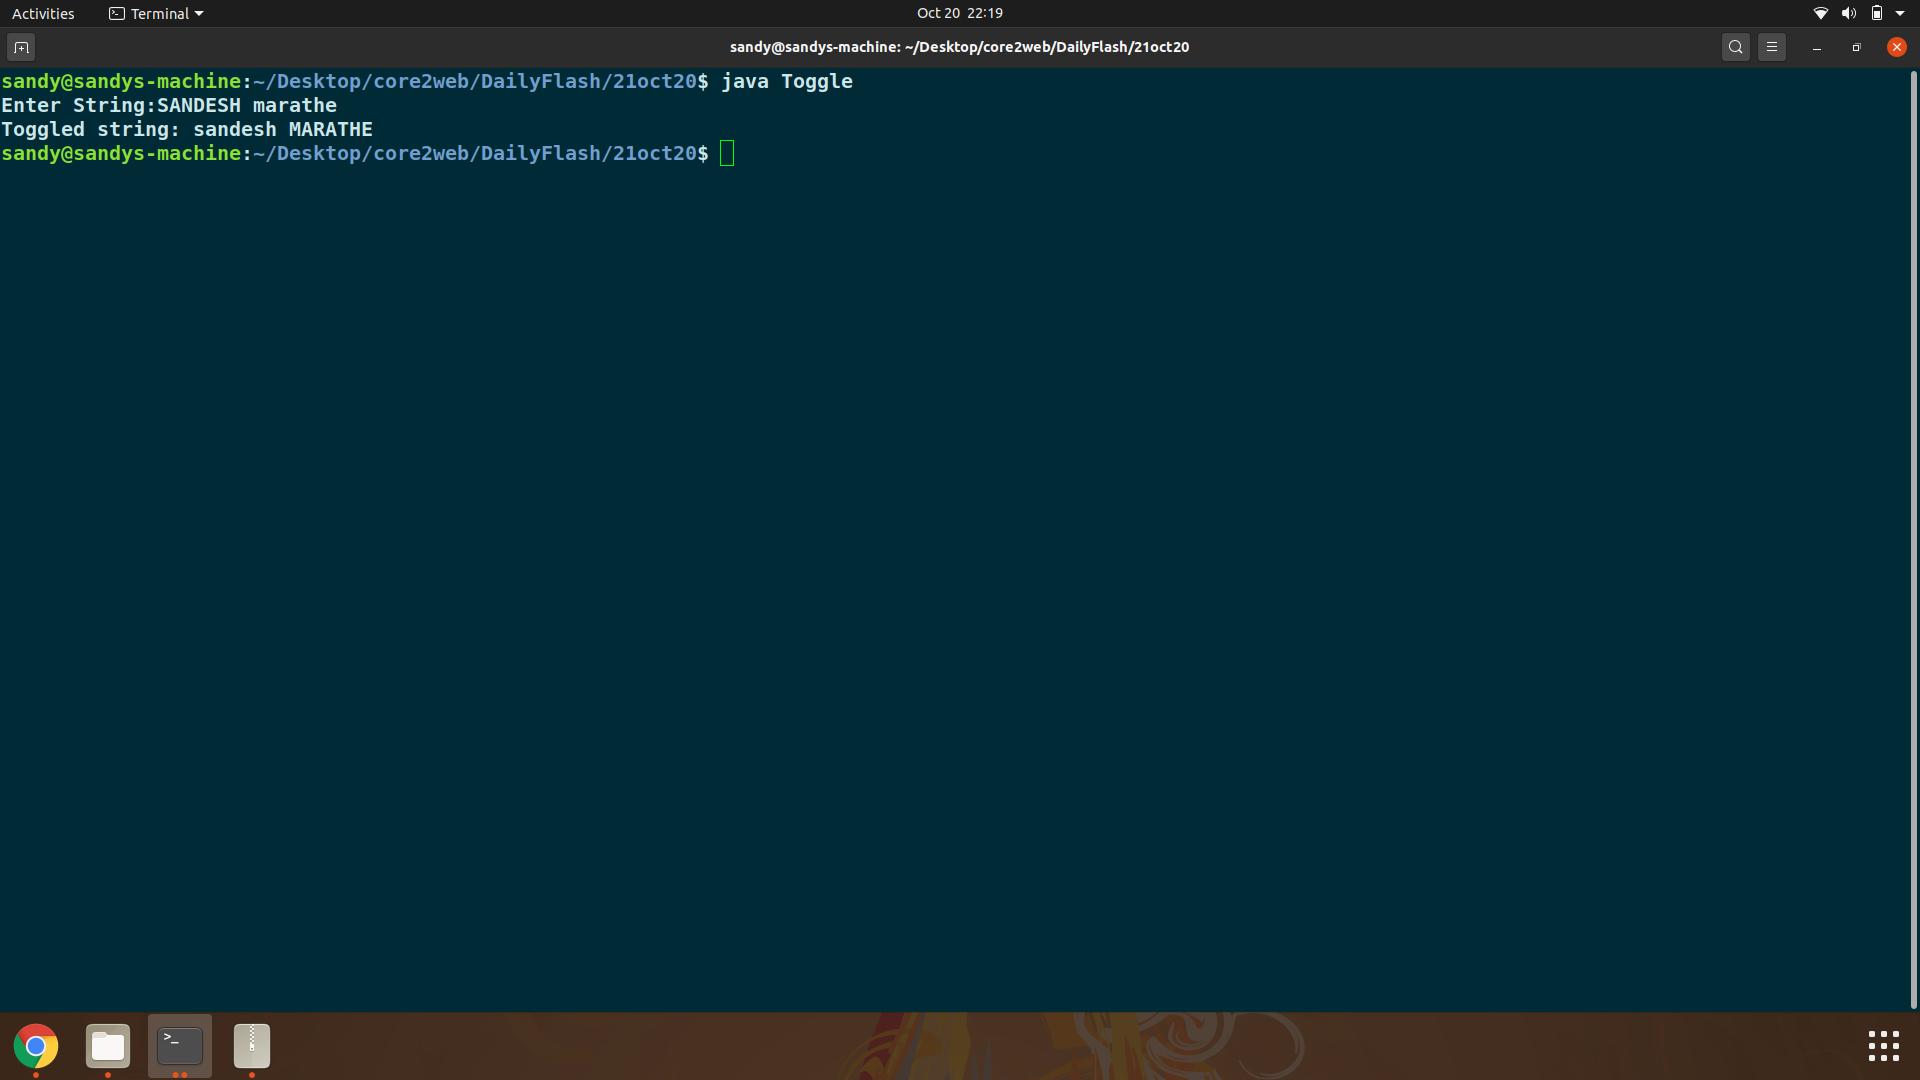 Activities Terminal Oct 20 22:19
sandy@sandys-machine: ~/Desktop/core2web/DailyFlash/21oct20
sandy@sandys-machine:~/Desktop/core2web/DailyFlash/21oct20$ java Toggle
Enter String:SANDESH marathe
Toggled string: sandesh MARATHE
sandy@sandys-machine:~/Desktop/core2web/DailyFlash/21oct20$